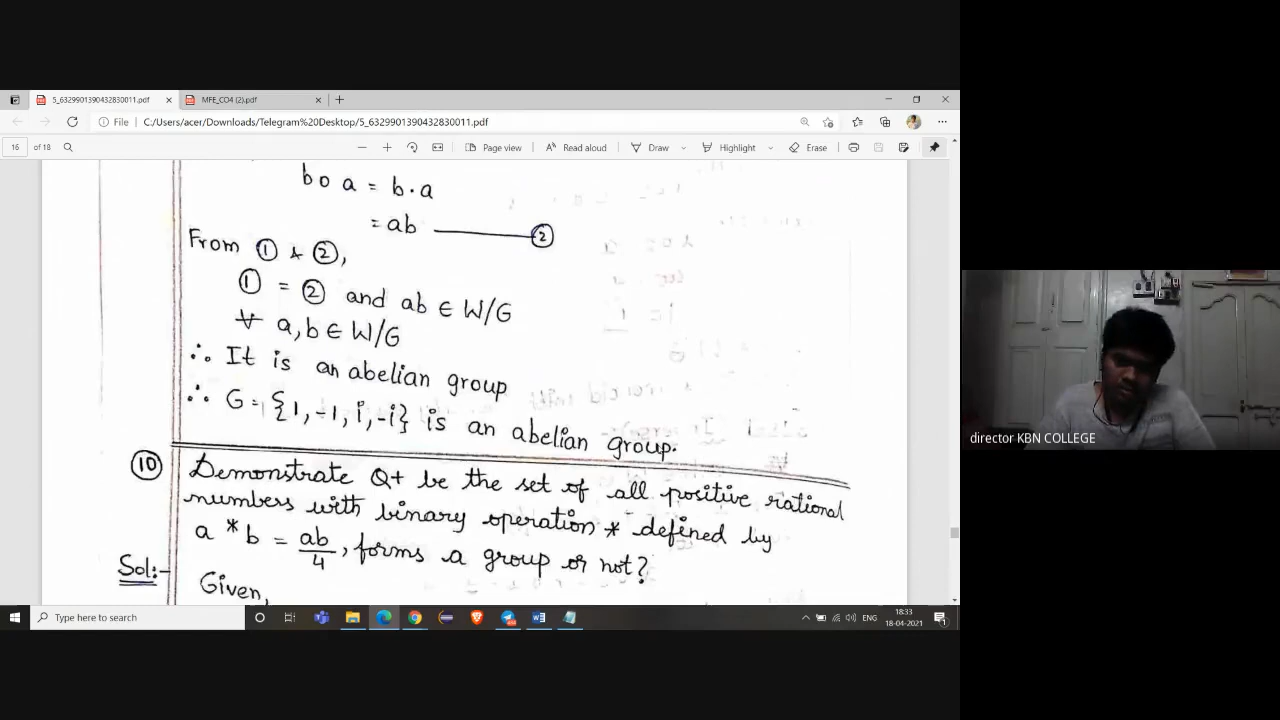 5_6329901390432830011.pdf
MFE_CO4 (2).pdf
File
C:/Users/acer/Downloads/Telegram%20Desktop/5_6329901390432830011.pdf
16 of 18
Page view
Read aloud
Draw
Highlight
Erase
b o a = b·a
= ab ②
From ① & ②,
① = ② and ab ∈ W/G
∀ a,b ∈ W/G
∴ It is an abelian group
∴ G = {1, -1, i, -i} is an abelian group.
⑩ Demonstrate Q+ be the set of all positive rational
numbers with binary operation * defined by
a * b = ab/4, forms a group or not?
Sol:-
Given,
director KBN COLLEGE
Type here to search
ENG
18:33
18-04-2021
1